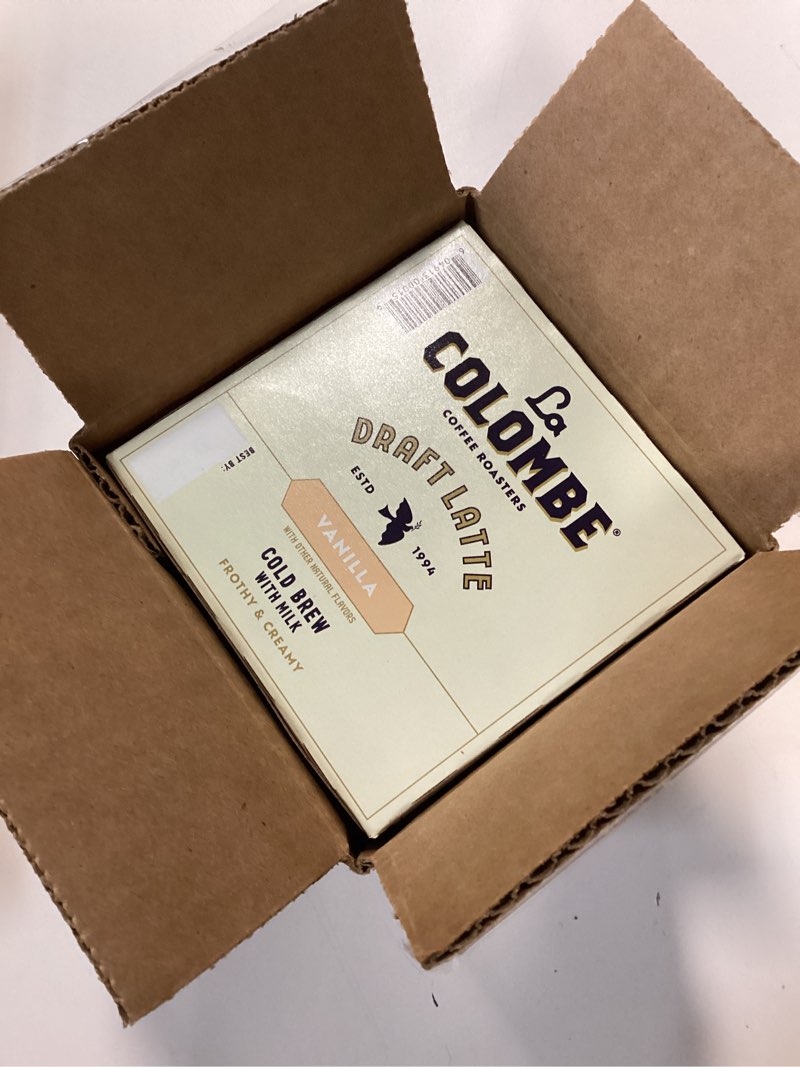 La
COLOMBE®
COFFEE ROASTERS
DRAFT LATTE
ESTD 1994
VANILLA
WITH OTHER NATURAL FLAVORS
COLD BREW
WITH MILK
FROTHY & CREAMY
BEST BY: